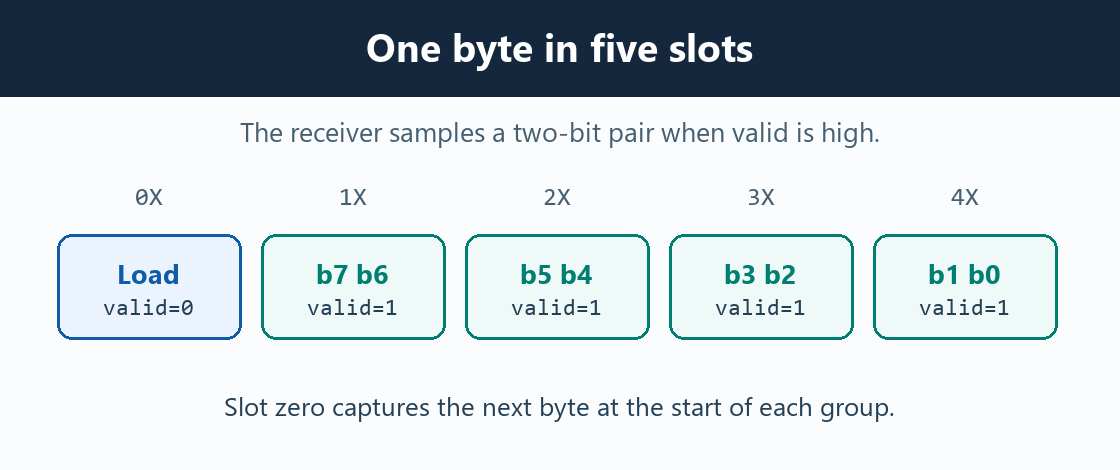 One byte in five slots
The receiver samples a two-bit pair when valid is high.
0X 1X 2X 3X 4X
Load b7 b6 b5 b4 b3 b2 b1 b0
valid=0 valid=1 valid=1 valid=1 valid=1
Slot zero captures the next byte at the start of each group.